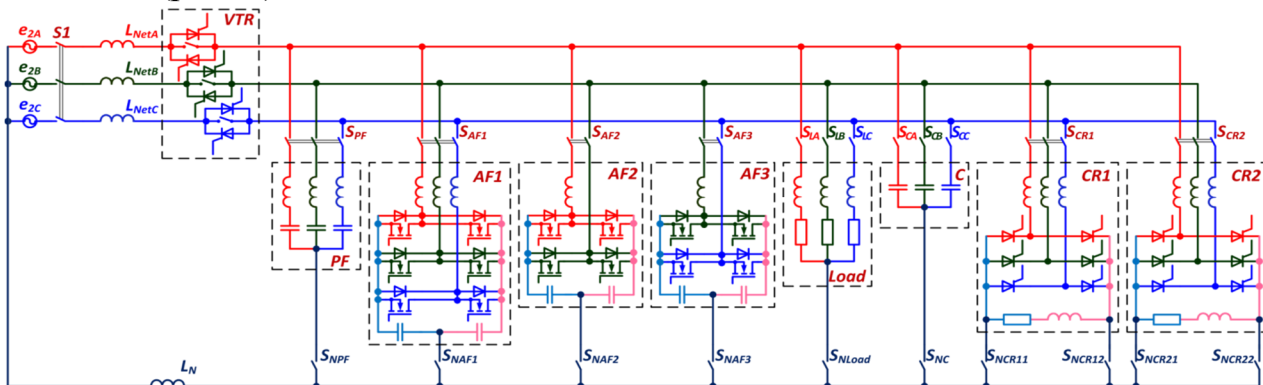 VTR
e2A S1 LNetA
e2B LNetB
e2C LNetC
SPF SAF1 SAF2 SAF3 SLA SLB SLC SCA SCB SCC SCR1 SCR2
PF AF1 AF2 AF3 Load C CR1 CR2
LN SNPF SNAF1 SNAF2 SNAF3 SNLoad SNC SNCR11 SNCR12 SNCR21 SNCR22